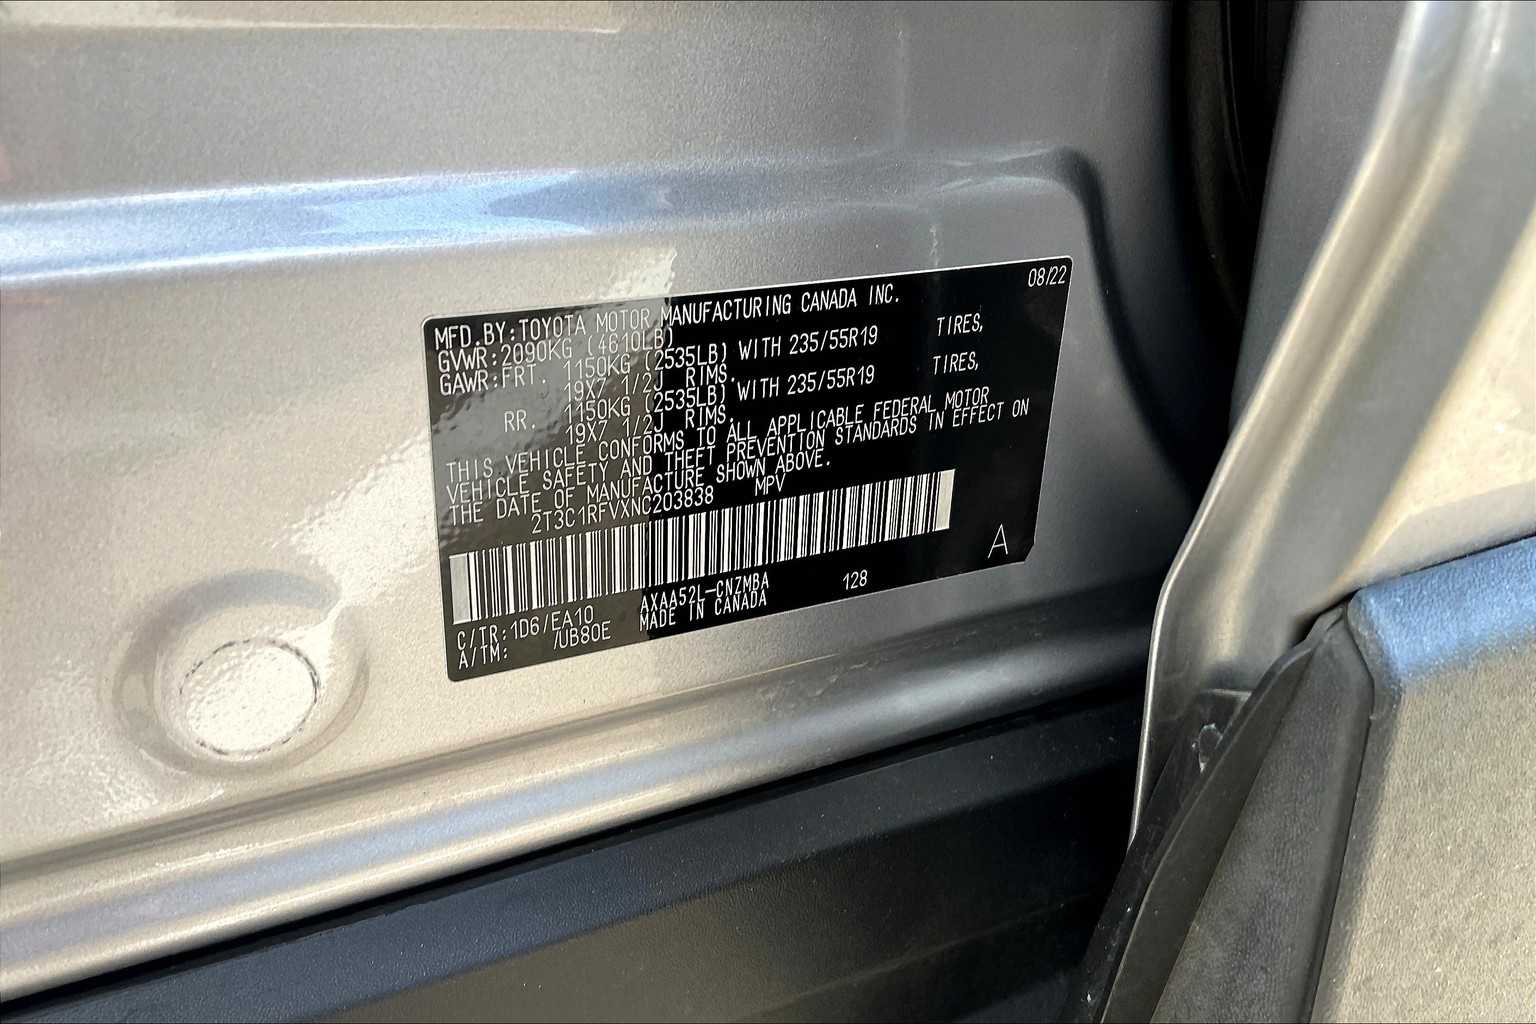 08/22
MFD.BY:TOYOTA MOTOR MANUFACTURING CANADA INC.
GVWR:2090KG (4610LB)
GAWR:FRT. 1150KG (2535LB) WITH 235/55R19 TIRES,
19X7 1/2J RIMS.
RR. 1150KG (2535LB) WITH 235/55R19 TIRES,
19X7 1/2J RIMS.
THIS VEHICLE CONFORMS TO ALL APPLICABLE FEDERAL MOTOR
VEHICLE SAFETY AND THEFT PREVENTION STANDARDS IN EFFECT ON
THE DATE OF MANUFACTURE SHOWN ABOVE.
2T3C1RFVXNC203838 MPV
A
C/TR:1D6/EA10 AXAA52L-CNZMBA 128
A/TM: /UB80E MADE IN CANADA